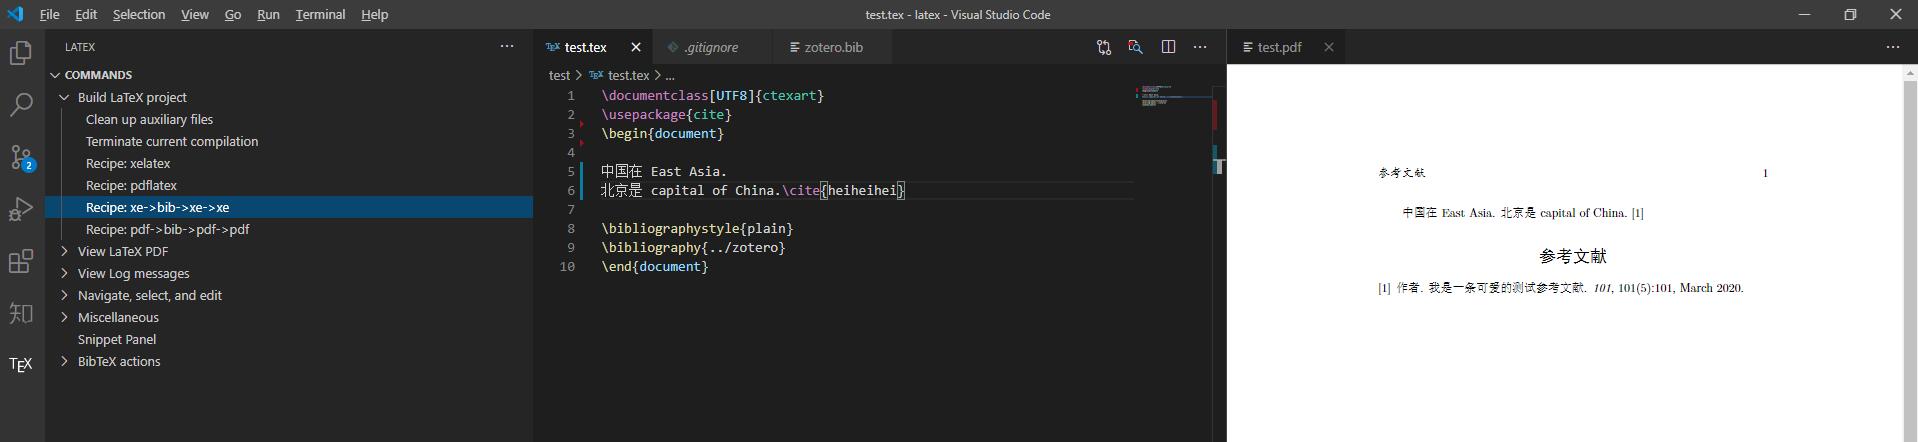 File Edit Selection View Go Run Terminal Help
test.tex - latex - Visual Studio Code
LATEX
COMMANDS
Build LaTeX project
Clean up auxiliary files
Terminate current compilation
Recipe: xelatex
Recipe: pdflatex
Recipe: xe->bib->xe->xe
Recipe: pdf->bib->pdf->pdf
View LaTeX PDF
View Log messages
Navigate, select, and edit
Miscellaneous
Snippet Panel
BibTeX actions
2
知
TEX
TEX test.tex
.gitignore
zotero.bib
test > TEX test.tex > ...
1 \documentclass[UTF8]{ctexart}
2 \usepackage{cite}
3 \begin{document}
4
5 中国在 East Asia.
6 北京是 capital of China.\cite{heiheihei}
7
8 \bibliographystyle{plain}
9 \bibliography{../zotero}
10 \end{document}
test.pdf
参考文献 1
中国在 East Asia. 北京是 capital of China. [1]
参考文献
[1] 作者. 我是一条可爱的测试参考文献. 101, 101(5):101, March 2020.